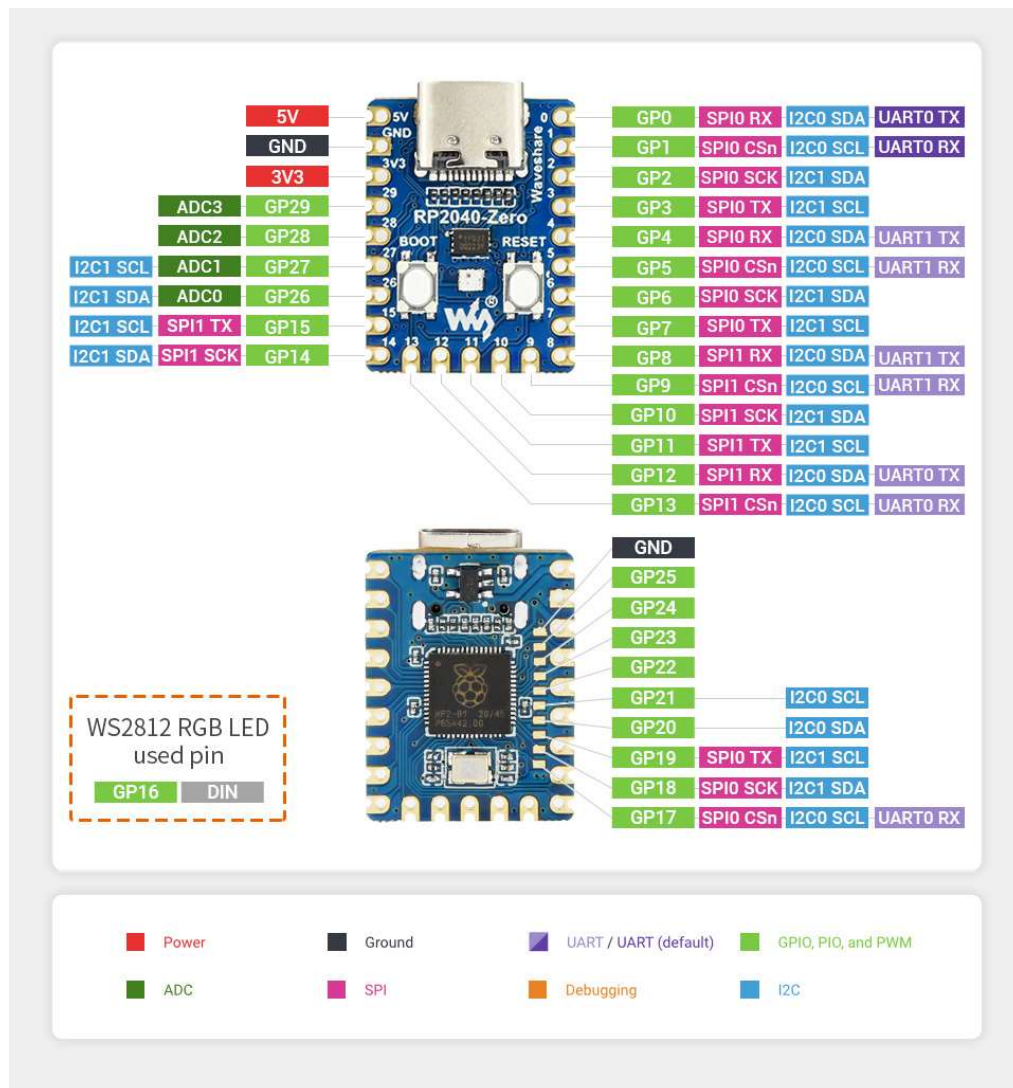 5V
GND
3V3
ADC3 GP29
ADC2 GP28
I2C1 SCL ADC1 GP27
I2C1 SDA ADC0 GP26
I2C1 SCL SPI1 TX GP15
I2C1 SDA SPI1 SCK GP14
5V
GND
3V3
29
28
27
26
15
14 13 12 11 10 9 8
0
1
2
3
4
5
6
7
Waveshare
RP2040-Zero
BOOT RESET
GP0 SPI0 RX I2C0 SDA UART0 TX
GP1 SPI0 CSn I2C0 SCL UART0 RX
GP2 SPI0 SCK I2C1 SDA
GP3 SPI0 TX I2C1 SCL
GP4 SPI0 RX I2C0 SDA UART1 TX
GP5 SPI0 CSn I2C0 SCL UART1 RX
GP6 SPI0 SCK I2C1 SDA
GP7 SPI0 TX I2C1 SCL
GP8 SPI1 RX I2C0 SDA UART1 TX
GP9 SPI1 CSn I2C0 SCL UART1 RX
GP10 SPI1 SCK I2C1 SDA
GP11 SPI1 TX I2C1 SCL
GP12 SPI1 RX I2C0 SDA UART0 TX
GP13 SPI1 CSn I2C0 SCL UART0 RX
GND
GP25
GP24
GP23
GP22
GP21 I2C0 SCL
GP20 I2C0 SDA
GP19 SPI0 TX I2C1 SCL
GP18 SPI0 SCK I2C1 SDA
GP17 SPI0 CSn I2C0 SCL UART0 RX
WS2812 RGB LED
used pin
GP16 DIN
Power Ground UART / UART (default) GPIO, PIO, and PWM
ADC SPI Debugging I2C